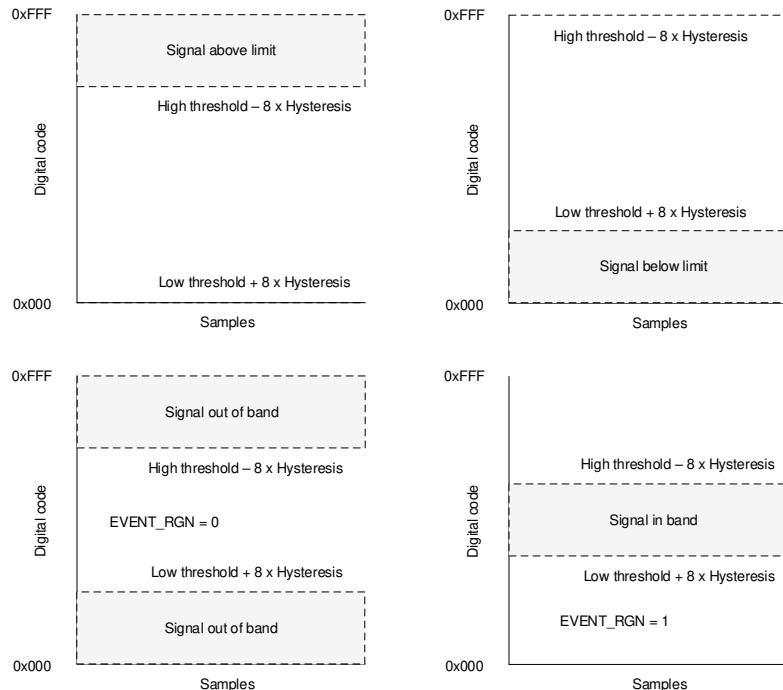 0xFFF
Signal above limit
High threshold – 8 x Hysteresis
Digital code
Low threshold + 8 x Hysteresis
0x000
Samples
0xFFF
High threshold – 8 x Hysteresis
Digital code
Low threshold + 8 x Hysteresis
Signal below limit
0x000
Samples
0xFFF
Signal out of band
High threshold – 8 x Hysteresis
Digital code
EVENT_RGN = 0
Low threshold + 8 x Hysteresis
Signal out of band
0x000
Samples
0xFFF
High threshold – 8 x Hysteresis
Digital code
Signal in band
Low threshold + 8 x Hysteresis
EVENT_RGN = 1
0x000
Samples